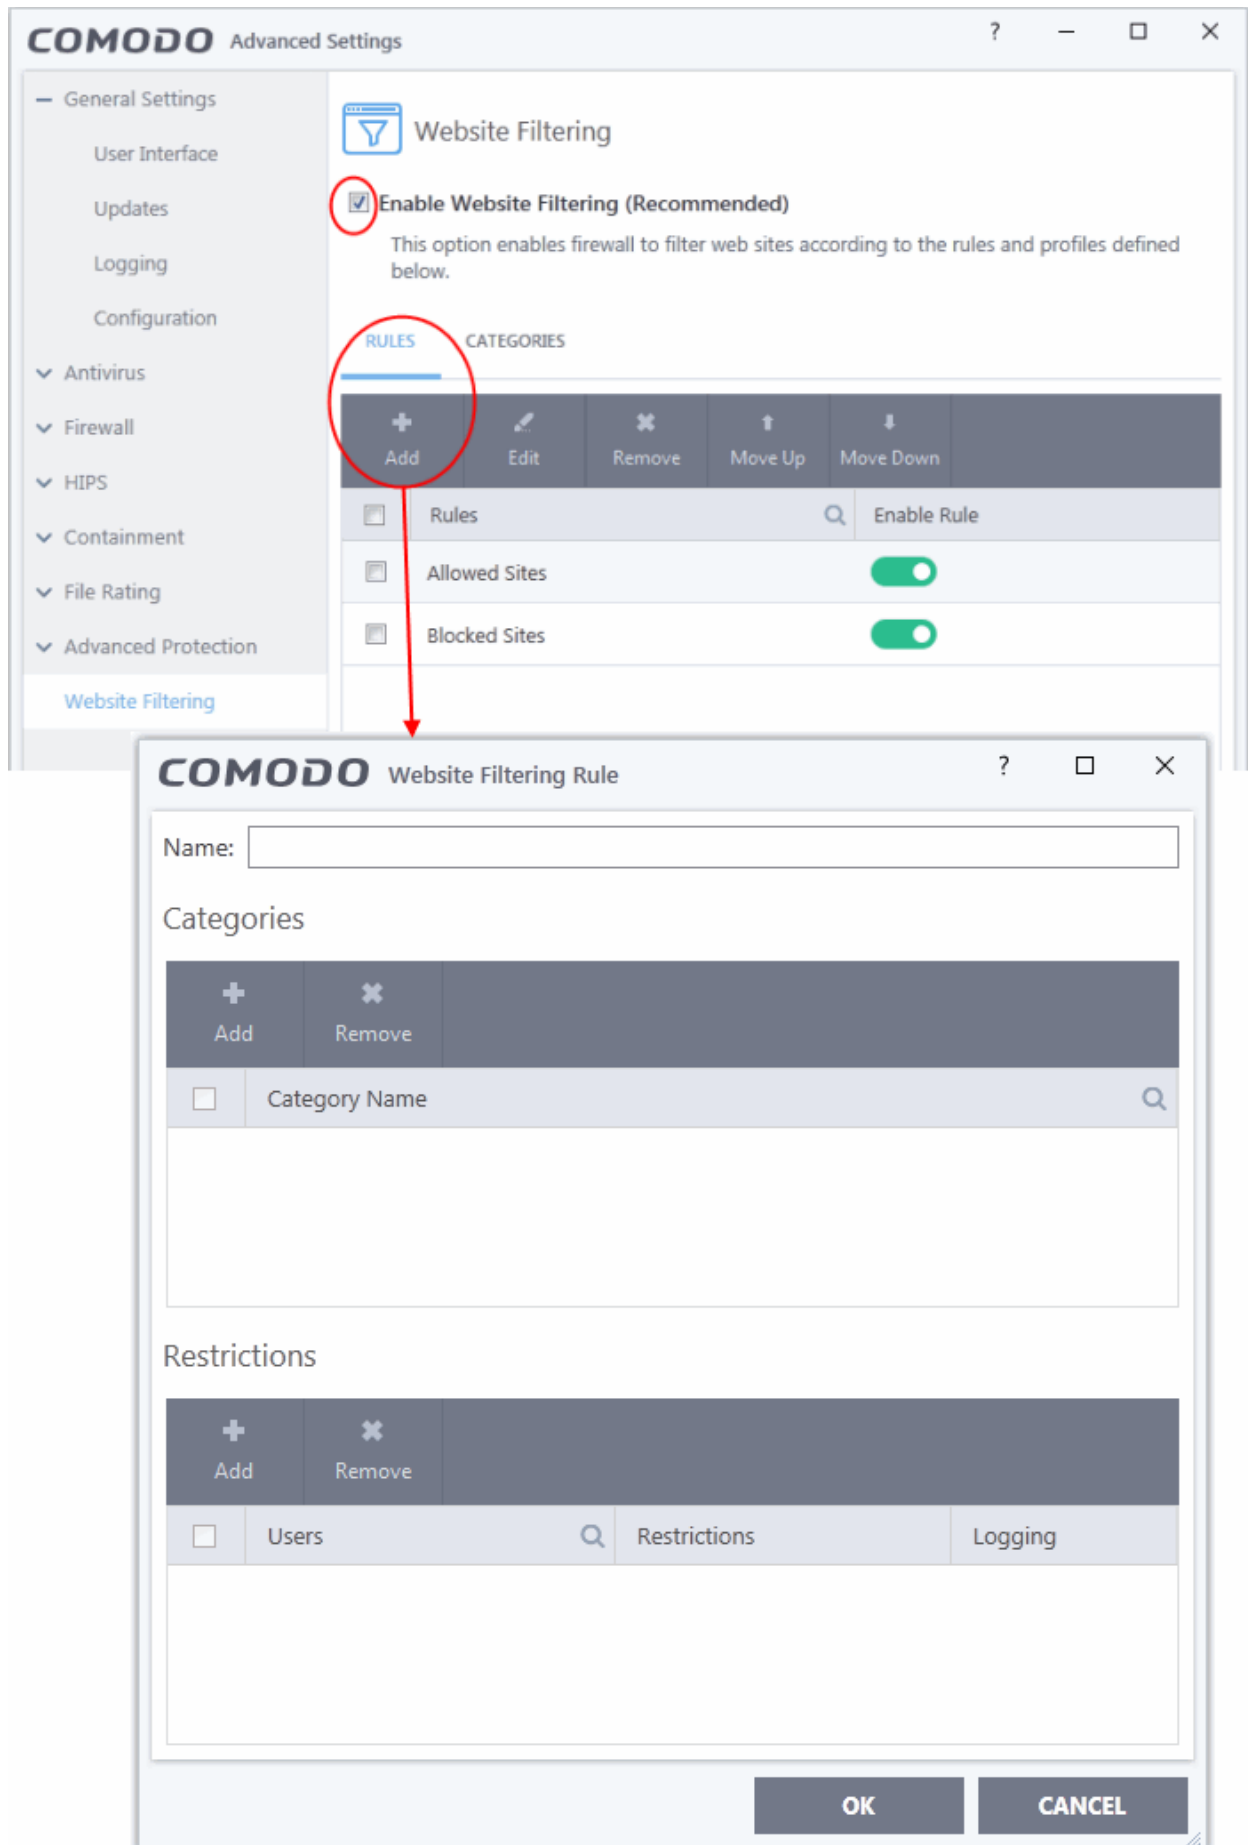 COMODO Advanced Settings ?
General Settings
User Interface
Updates
Logging
Configuration
Antivirus
Firewall
HIPS
Containment
File Rating
Advanced Protection
Website Filtering
Website Filtering
Enable Website Filtering (Recommended)
This option enables firewall to filter web sites according to the rules and profiles defined
below.
RULES CATEGORIES
Add Edit Remove Move Up Move Down
Rules Enable Rule
Allowed Sites
Blocked Sites
COMODO Website Filtering Rule ?
Name:
Categories
Add Remove
Category Name
Restrictions
Add Remove
Users Restrictions Logging
OK CANCEL